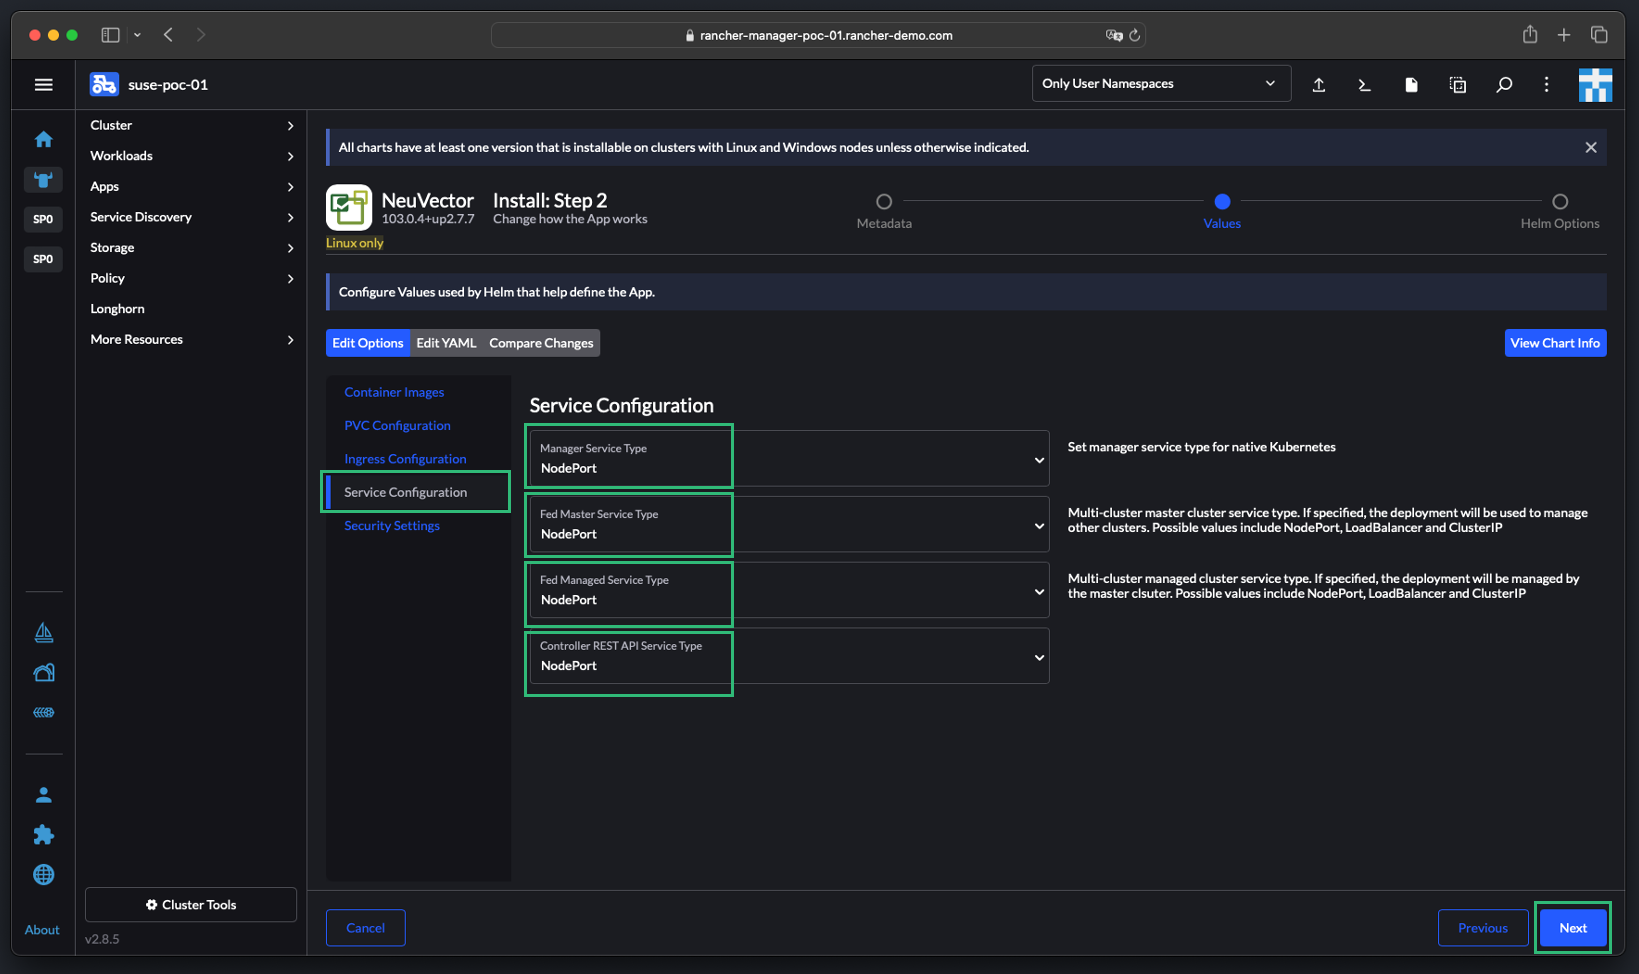 rancher-manager-poc-01.rancher-demo.com
suse-poc-01
Only User Namespaces
SP0
SP0
Cluster
Workloads
Apps
Service Discovery
Storage
Policy
Longhorn
More Resources
All charts have at least one version that is installable on clusters with Linux and Windows nodes unless otherwise indicated.
NeuVector
103.0.4+up2.7.7
Linux only
Install: Step 2
Change how the App works
Metadata
Values
Helm Options
Configure Values used by Helm that help define the App.
Edit Options
Edit YAML
Compare Changes
View Chart Info
Container Images
PVC Configuration
Ingress Configuration
Service Configuration
Security Settings
Service Configuration
Manager Service Type
NodePort
Set manager service type for native Kubernetes
Fed Master Service Type
NodePort
Multi-cluster master cluster service type. If specified, the deployment will be used to manage
other clusters. Possible values include NodePort, LoadBalancer and ClusterIP
Fed Managed Service Type
NodePort
Multi-cluster managed cluster service type. If specified, the deployment will be managed by
the master clsuter. Possible values include NodePort, LoadBalancer and ClusterIP
Controller REST API Service Type
NodePort
Cluster Tools
About
v2.8.5
Cancel
Previous
Next